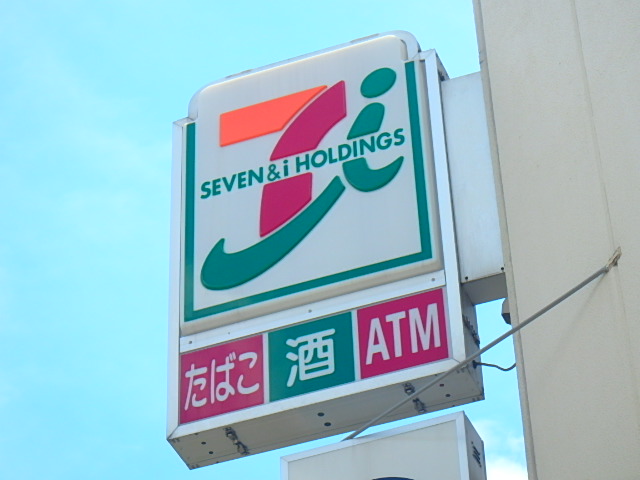 SEVEN & i HOLDINGS
たばこ 酒 ATM